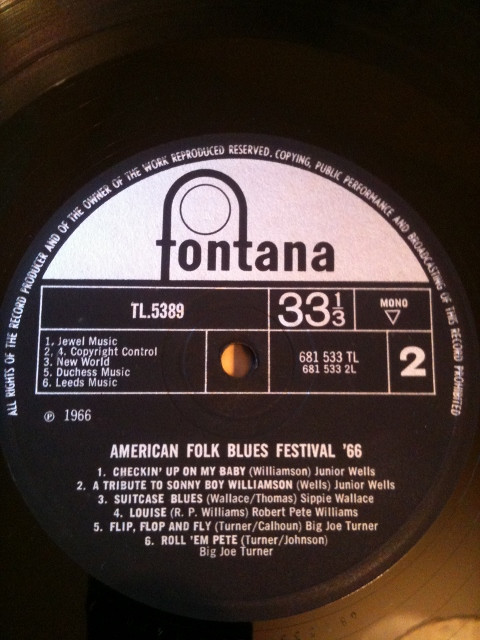 ALL RIGHTS OF THE RECORD PRODUCER AND OF THE OWNER OF THE WORK REPRODUCED RESERVED. COPYING, PUBLIC PERFORMANCE AND BROADCASTING OF THIS RECORD PROHIBITED
fontana
TL.5389
33 1/3
MONO
1. Jewel Music
2, 4. Copyright Control
3. New World
5. Duchess Music
6. Leeds Music
681 533 TL
681 533 2L
2
℗ 1966
AMERICAN FOLK BLUES FESTIVAL '66
1. CHECKIN' UP ON MY BABY (Williamson) Junior Wells
2. A TRIBUTE TO SONNY BOY WILLIAMSON (Wells) Junior Wells
3. SUITCASE BLUES (Wallace/Thomas) Sippie Wallace
4. LOUISE (R. P. Williams) Robert Pete Williams
5. FLIP, FLOP AND FLY (Turner/Calhoun) Big Joe Turner
6. ROLL 'EM PETE (Turner/Johnson)
Big Joe Turner